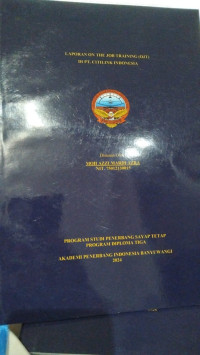 LAPORAN ON THE JOB TRAINING (OJT)
DI PT. CITILINK INDONESIA
PROGRAM STUDI PENERBANG SAYAP TETAP
PROGRAM DIPLOMA TIGA
AKADEMI PENERBANG INDONESIA BANYUWANGI
2024